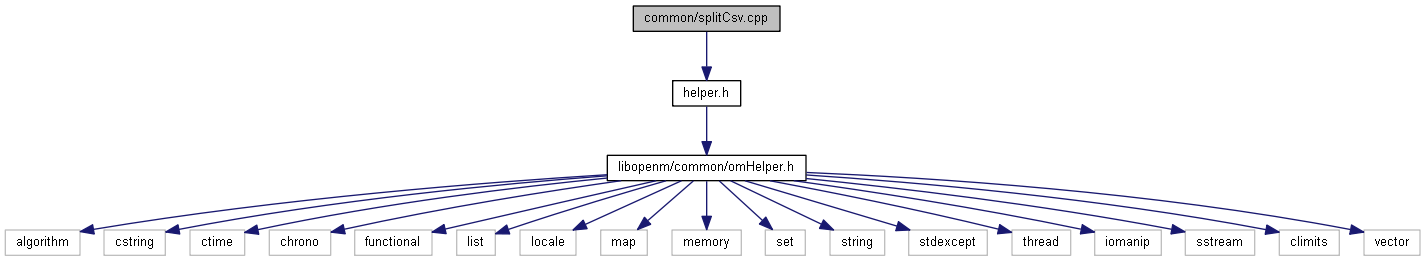 common/splitCsv.cpp
helper.h
libopenm/common/omHelper.h
algorithm
cstring
ctime
chrono
functional
list
locale
map
memory
set
string
stdexcept
thread
iomanip
sstream
climits
vector